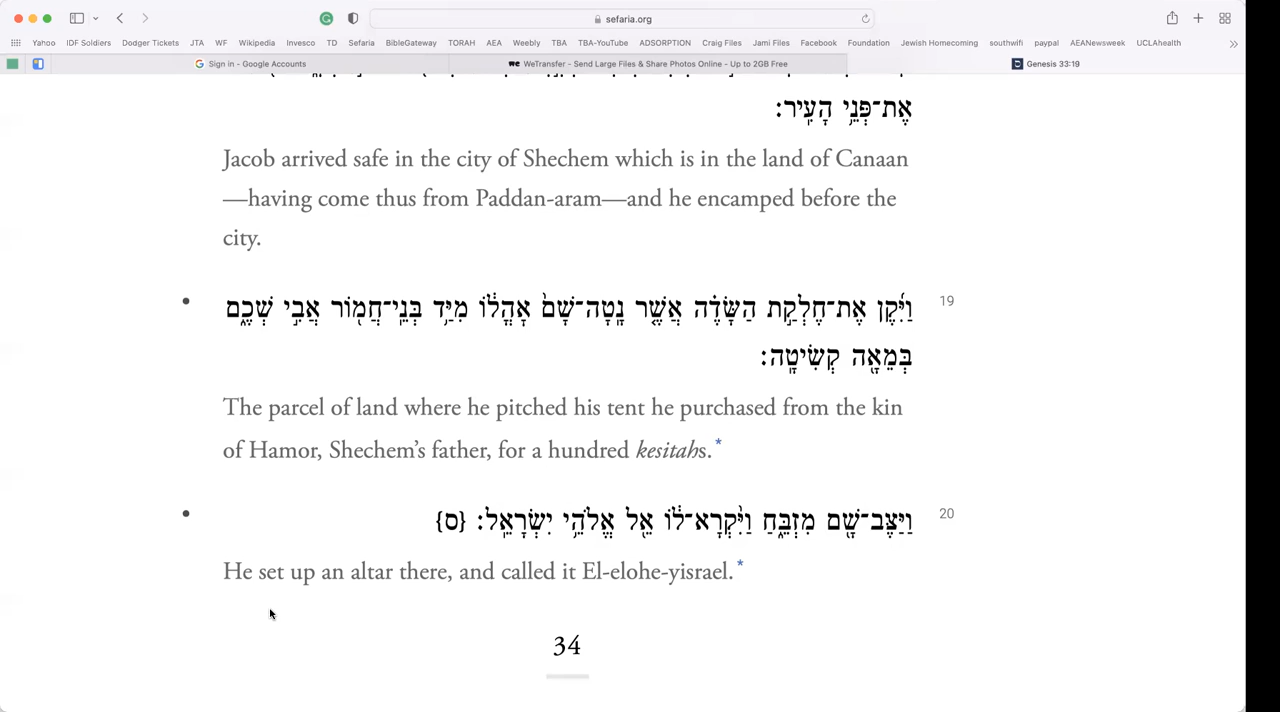 sefaria.org
Yahoo IDF Soldiers Dodger Tickets JTA WF Wikipedia Invesco TD Sefaria BibleGateway TORAH AEA Weebly TBA TBA-YouTube ADSORPTION Craig Files Jami Files Facebook Foundation Jewish Homecoming southwifi paypal AEANewsweek UCLAhealth
Sign in - Google Accounts WeTransfer - Send Large Files & Share Photos Online - Up to 2GB Free Genesis 33:19
אֶת־פְּנֵ֥י הָעִֽיר׃
Jacob arrived safe in the city of Shechem which is in the land of Canaan
—having come thus from Paddan-aram—and he encamped before the
city.
19
וַיִּ֜קֶן אֶת־חֶלְקַ֣ת הַשָּׂדֶ֗ה אֲשֶׁ֤ר נָֽטָה־שָׁם֙ אׇהֳל֔וֹ מִיַּ֥ד בְּנֵֽי־חֲמ֖וֹר אֲבִ֣י שְׁכֶ֑ם
בְּמֵאָ֖ה קְשִׂיטָֽה׃
The parcel of land where he pitched his tent he purchased from the kin
of Hamor, Shechem’s father, for a hundred kesitahs.*
20
וַיַּצֶּב־שָׁ֖ם מִזְבֵּ֑חַ וַיִּ֨קְרָא־ל֔וֹ אֵ֖ל אֱלֹהֵ֥י יִשְׂרָאֵֽל׃ {ס}
He set up an altar there, and called it El-elohe-yisrael.*
34